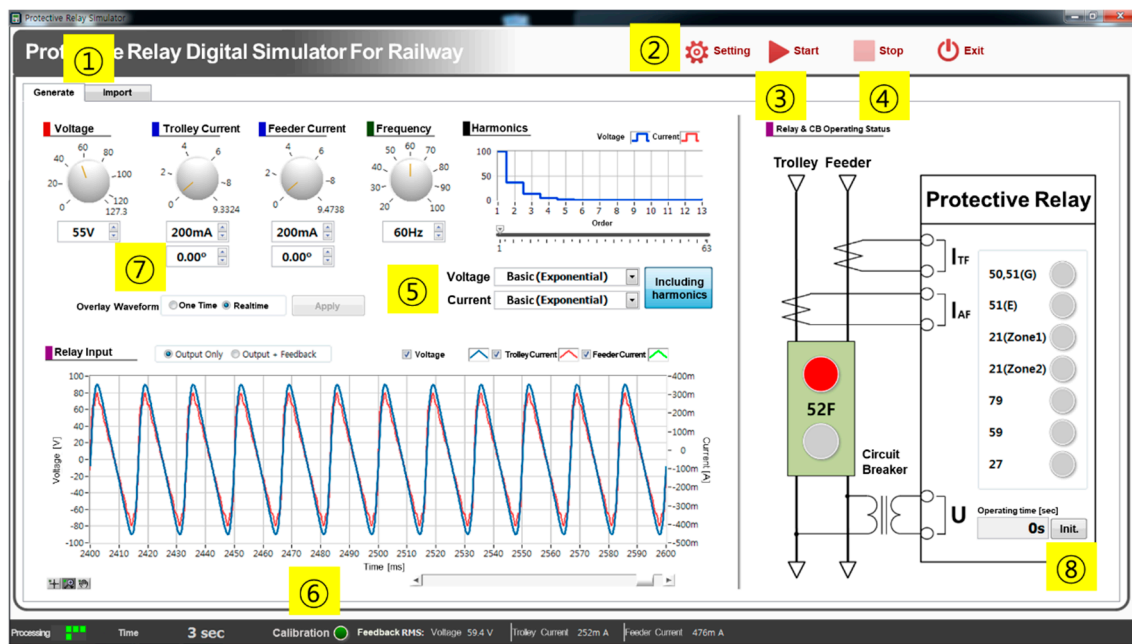 Protective Relay Simulator
Protective Relay Digital Simulator For Railway
①
② Setting Start Stop Exit
③ ④
Generate Import
Voltage Trolley Current Feeder Current Frequency Harmonics
Voltage Current
0 20 40 60 80 100 120 127.3
0 2 4 6 8 9.3324
0 2 4 6 8 9.4738
20 30 40 50 60 70 80 90 100
100
50
0
1 2 3 4 5 6 7 8 9 10 11 12 13
Order
1 63
55V 200mA 200mA 60Hz
0.00º 0.00º
⑦
⑤
Voltage Basic (Exponential)
Current Basic (Exponential)
Including harmonics
Overlay Waveform One Time Realtime Apply
Relay Input Output Only Output + Feedback Voltage TrolleyCurrent FeederCurrent
Voltage [V]
100
80
60
40
20
0
-20
-40
-60
-80
-100
Current [A]
400m
300m
200m
100m
0
-100m
-200m
-300m
-400m
-500m
2400 2410 2420 2430 2440 2450 2460 2470 2480 2490 2500 2510 2520 2530 2540 2550 2560 2570 2580 2590 2600
Time [ms]
⑥
Relay & CB Operating Status
Trolley Feeder
Protective Relay
ITF
IAF
50,51(G)
51(E)
21(Zone1)
21(Zone2)
79
59
27
52F
Circuit
Breaker
U
Operating time [sec]
0s Init.
⑧
Processing Time 3 sec Calibration Feedback RMS: Voltage 59.4 V Trolley Current 252m A Feeder Current 476m A